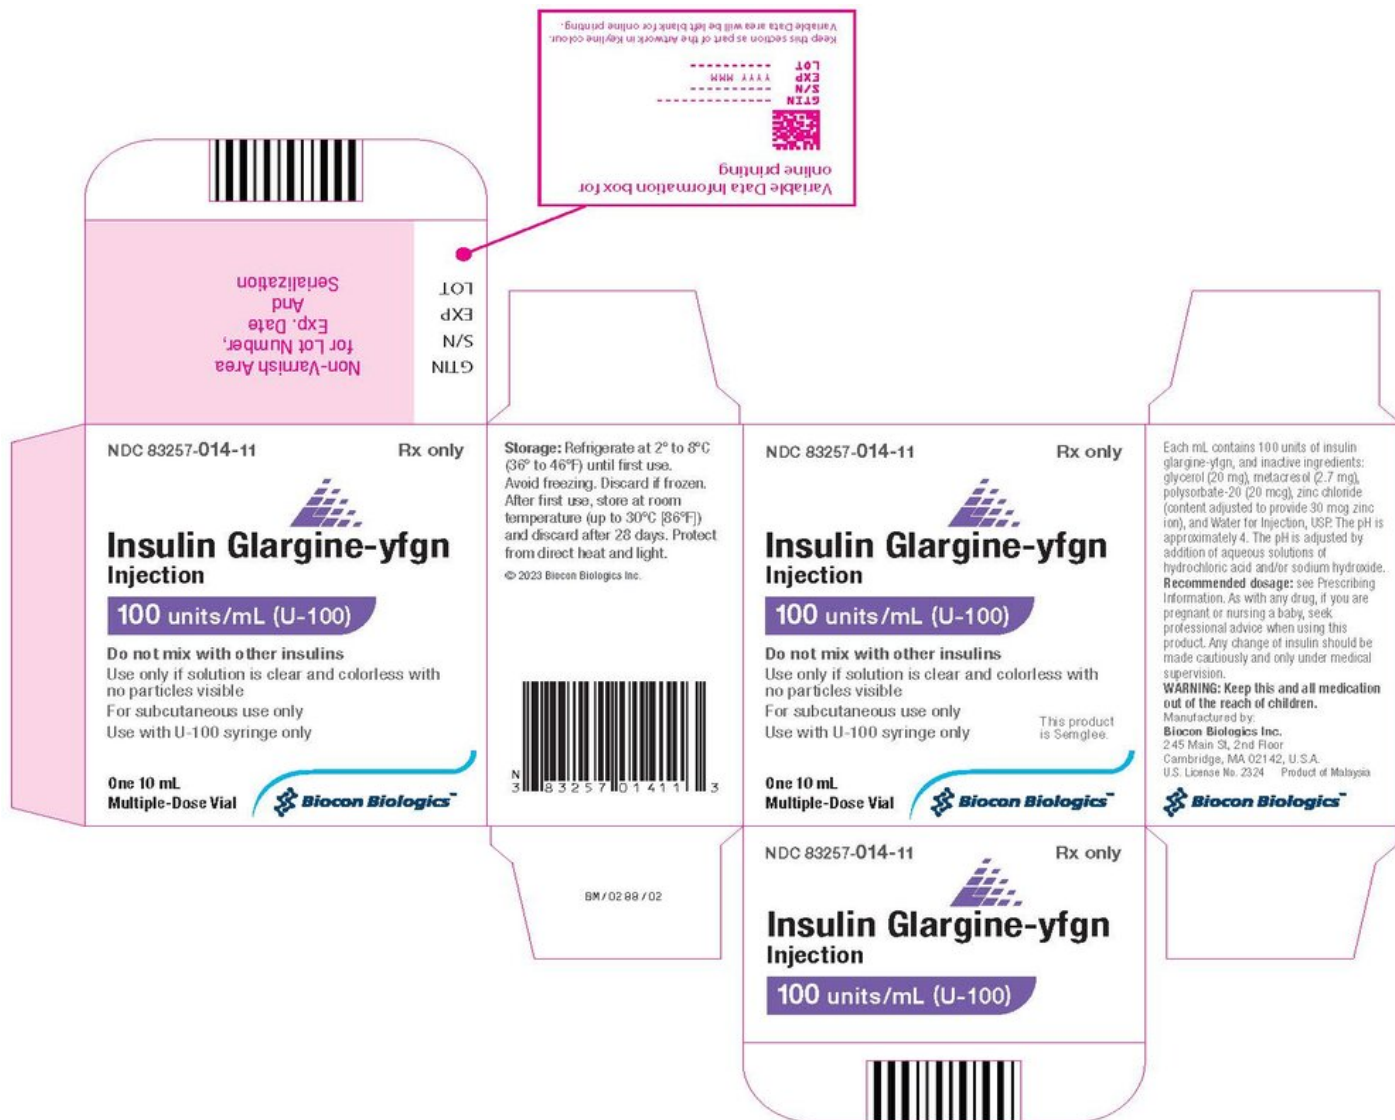 Variable Data Information box for
online printing
GTIN
S/N
EXP YYYY MMM
LOT
Keep this section as part of the Artwork in Keyline colour.
Variable Data area will be left blank for online printing.
GTIN
S/N
EXP
LOT
Non-Varnish Area
for Lot Number,
Exp. Date
And
Serialization
NDC 83257-014-11 Rx only
Insulin Glargine-yfgn
Injection
100 units/mL (U-100)
Do not mix with other insulins
Use only if solution is clear and colorless with
no particles visible
For subcutaneous use only
Use with U-100 syringe only
One 10 mL
Multiple-Dose Vial
Biocon Biologics™
Storage: Refrigerate at 2° to 8°C
(36° to 46°F) until first use.
Avoid freezing. Discard if frozen.
After first use, store at room
temperature (up to 30°C [86°F])
and discard after 28 days. Protect
from direct heat and light.
© 2023 Biocon Biologics Inc.
N
3 83257 01411 3
BM/0288/02
NDC 83257-014-11 Rx only
Insulin Glargine-yfgn
Injection
100 units/mL (U-100)
Do not mix with other insulins
Use only if solution is clear and colorless with
no particles visible
For subcutaneous use only
Use with U-100 syringe only
This product
is Semglee.
One 10 mL
Multiple-Dose Vial
Biocon Biologics™
Each mL contains 100 units of insulin
glargine-yfgn, and inactive ingredients:
glycerol (20 mg), metacresol (2.7 mg),
polysorbate-20 (20 mcg), zinc chloride
(content adjusted to provide 30 mcg zinc
ion), and Water for Injection, USP. The pH is
approximately 4. The pH is adjusted by
addition of aqueous solutions of
hydrochloric acid and/or sodium hydroxide.
Recommended dosage: see Prescribing
Information. As with any drug, if you are
pregnant or nursing a baby, seek
professional advice when using this
product. Any change of insulin should be
made cautiously and only under medical
supervision.
WARNING: Keep this and all medication
out of the reach of children.
Manufactured by:
Biocon Biologics Inc.
245 Main St, 2nd Floor
Cambridge, MA 02142, U.S.A.
U.S. License No. 2324 Product of Malaysia
Biocon Biologics™
NDC 83257-014-11 Rx only
Insulin Glargine-yfgn
Injection
100 units/mL (U-100)